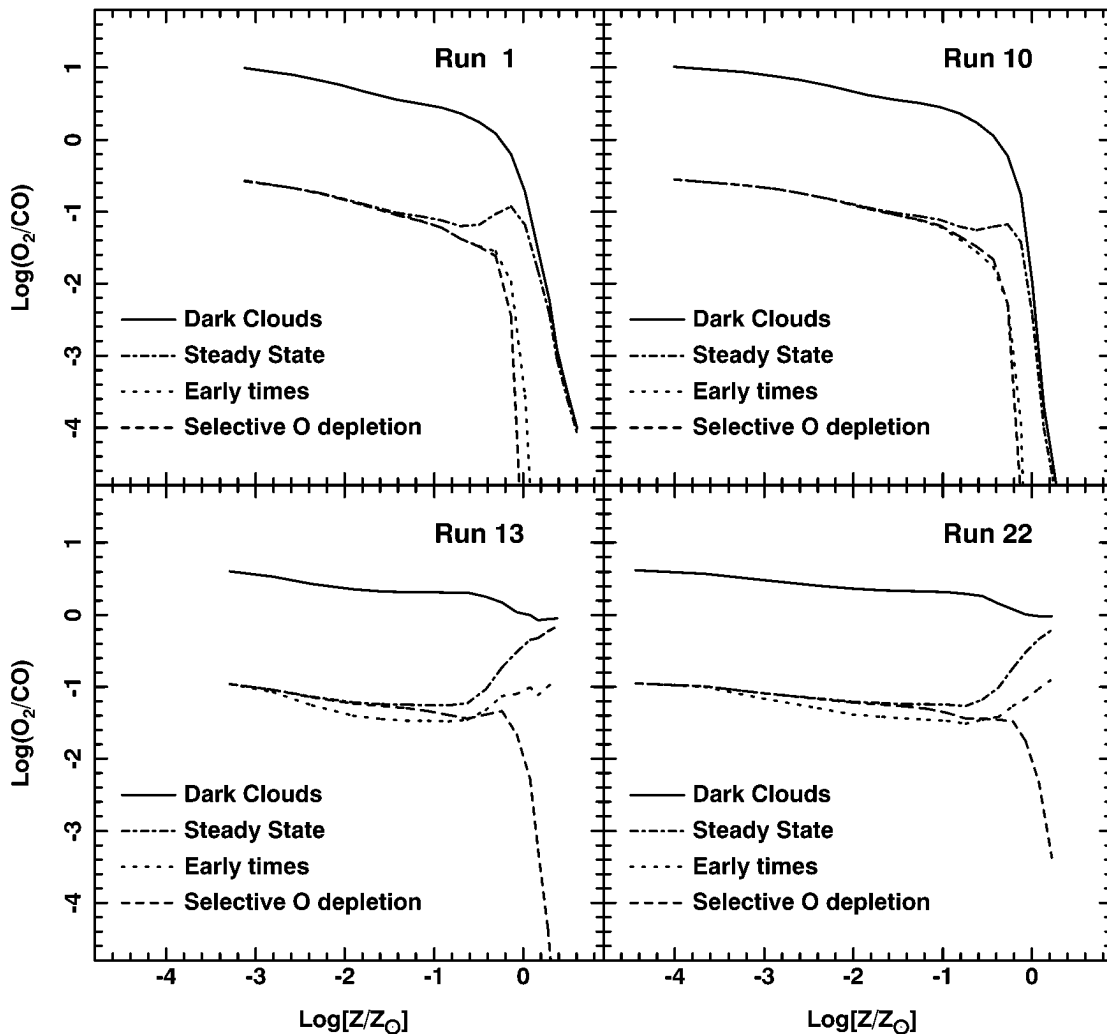 Run 1
Run 10
1
0
-1
-2
-3
-4
Log(O₂/CO)
Dark Clouds
Steady State
Early times
Selective O depletion
Dark Clouds
Steady State
Early times
Selective O depletion
Run 13
Run 22
1
0
-1
-2
-3
-4
Log(O₂/CO)
Dark Clouds
Steady State
Early times
Selective O depletion
Dark Clouds
Steady State
Early times
Selective O depletion
-4 -3 -2 -1 0
-4 -3 -2 -1 0
Log[Z/Z⊙]
Log[Z/Z⊙]